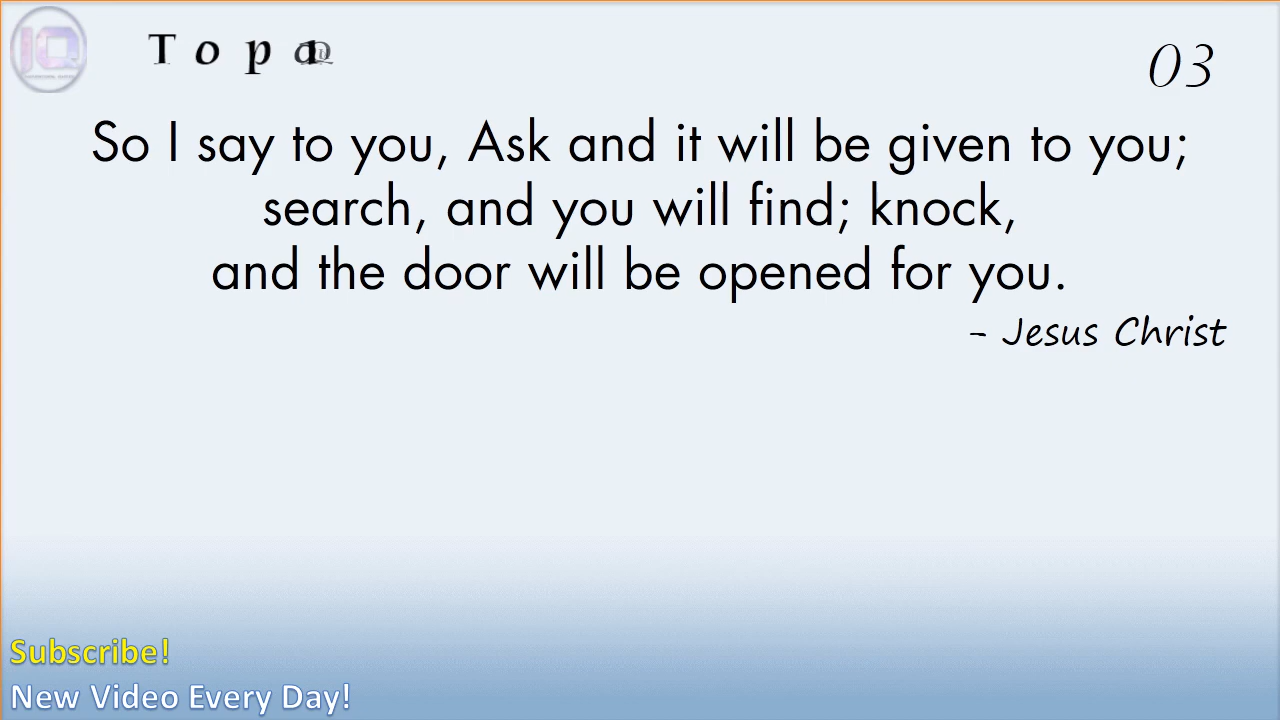 T o p a
03
So I say to you, Ask and it will be given to you;
search, and you will find; knock,
and the door will be opened for you.
- Jesus Christ
Subscribe!
New Video Every Day!